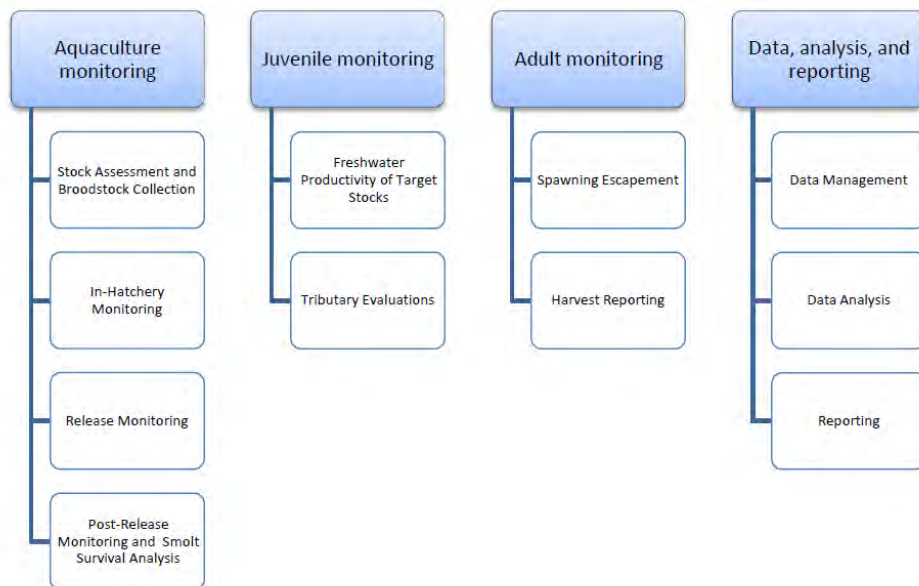 Aquaculture
monitoring
Stock Assessment and
Broodstock Collection
In-Hatchery
Monitoring
Release Monitoring
Post-Release
Monitoring and Smolt
Survival Analysis
Juvenile monitoring
Freshwater
Productivity of Target
Stocks
Tributary Evaluations
Adult monitoring
Spawning Escapement
Harvest Reporting
Data, analysis, and
reporting
Data Management
Data Analysis
Reporting